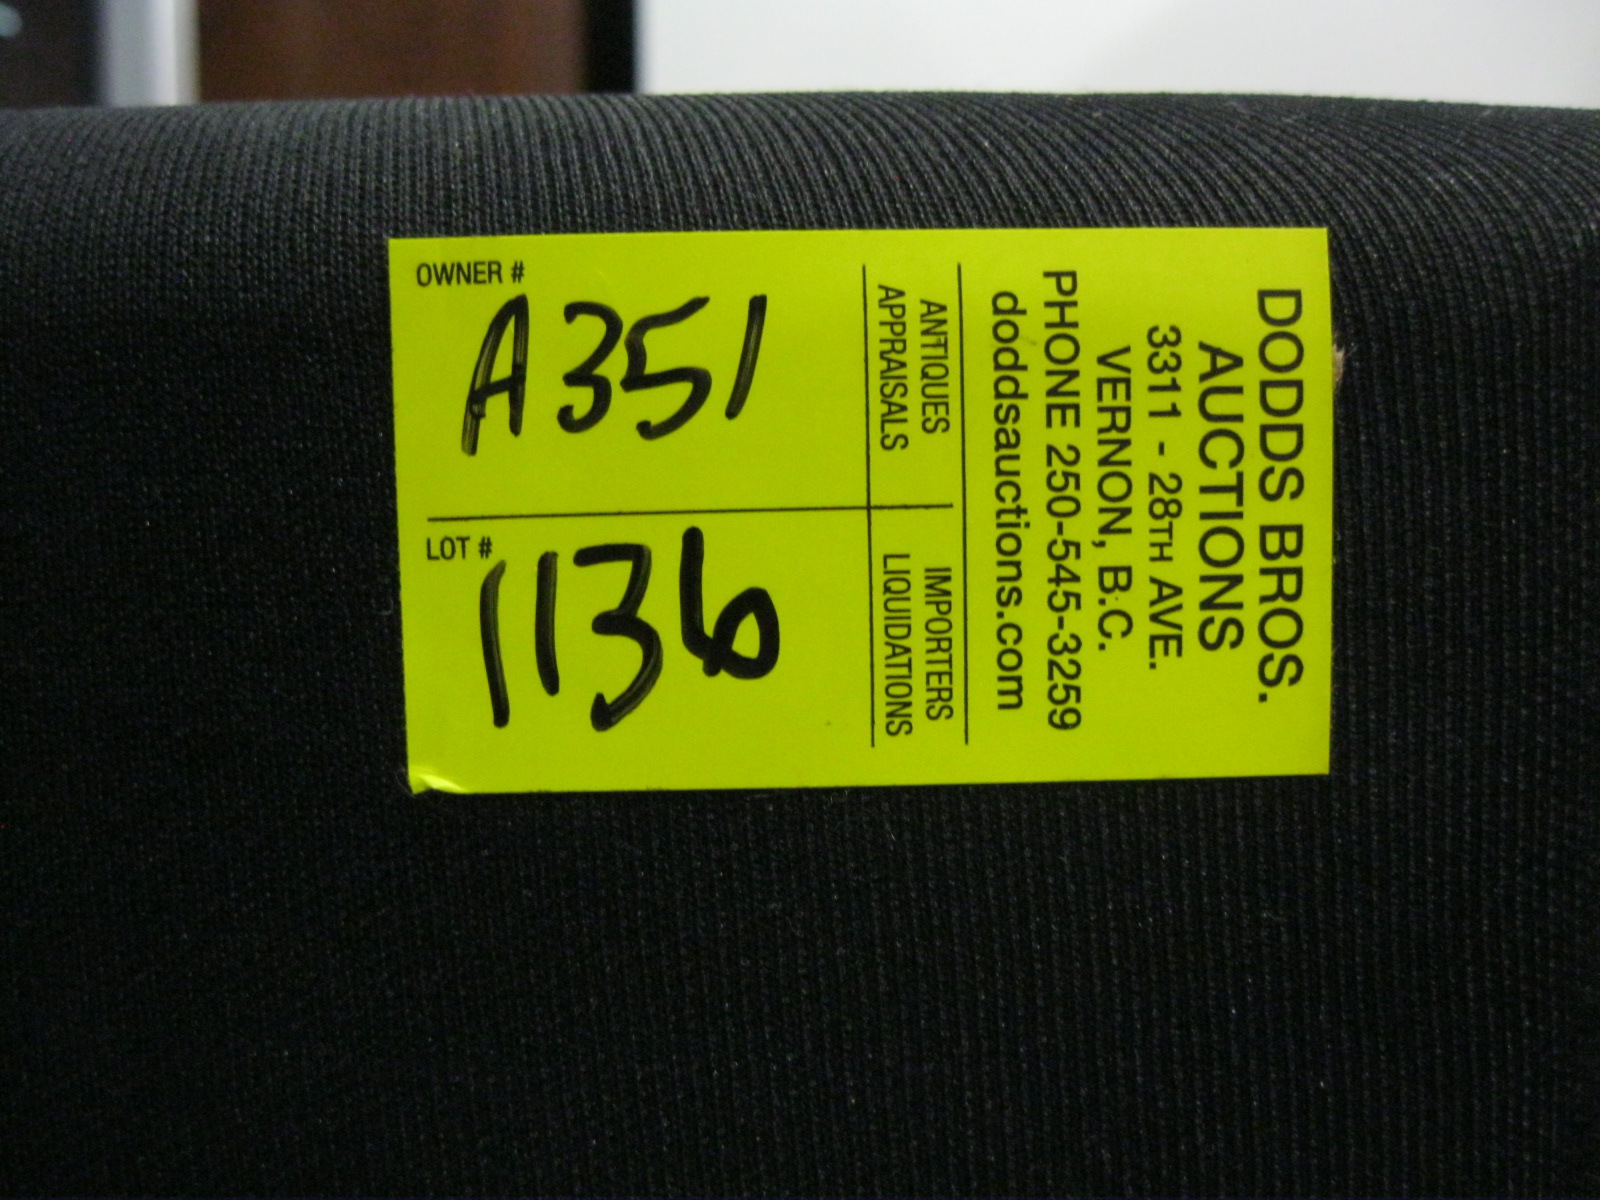 OWNER #
A351
LOT #
1136
DODDS BROS.
AUCTIONS
3311 - 28TH AVE.
VERNON, B.C.
PHONE 250-545-3259
doddsauctions.com
ANTIQUES IMPORTERS
APPRAISALS LIQUIDATIONS